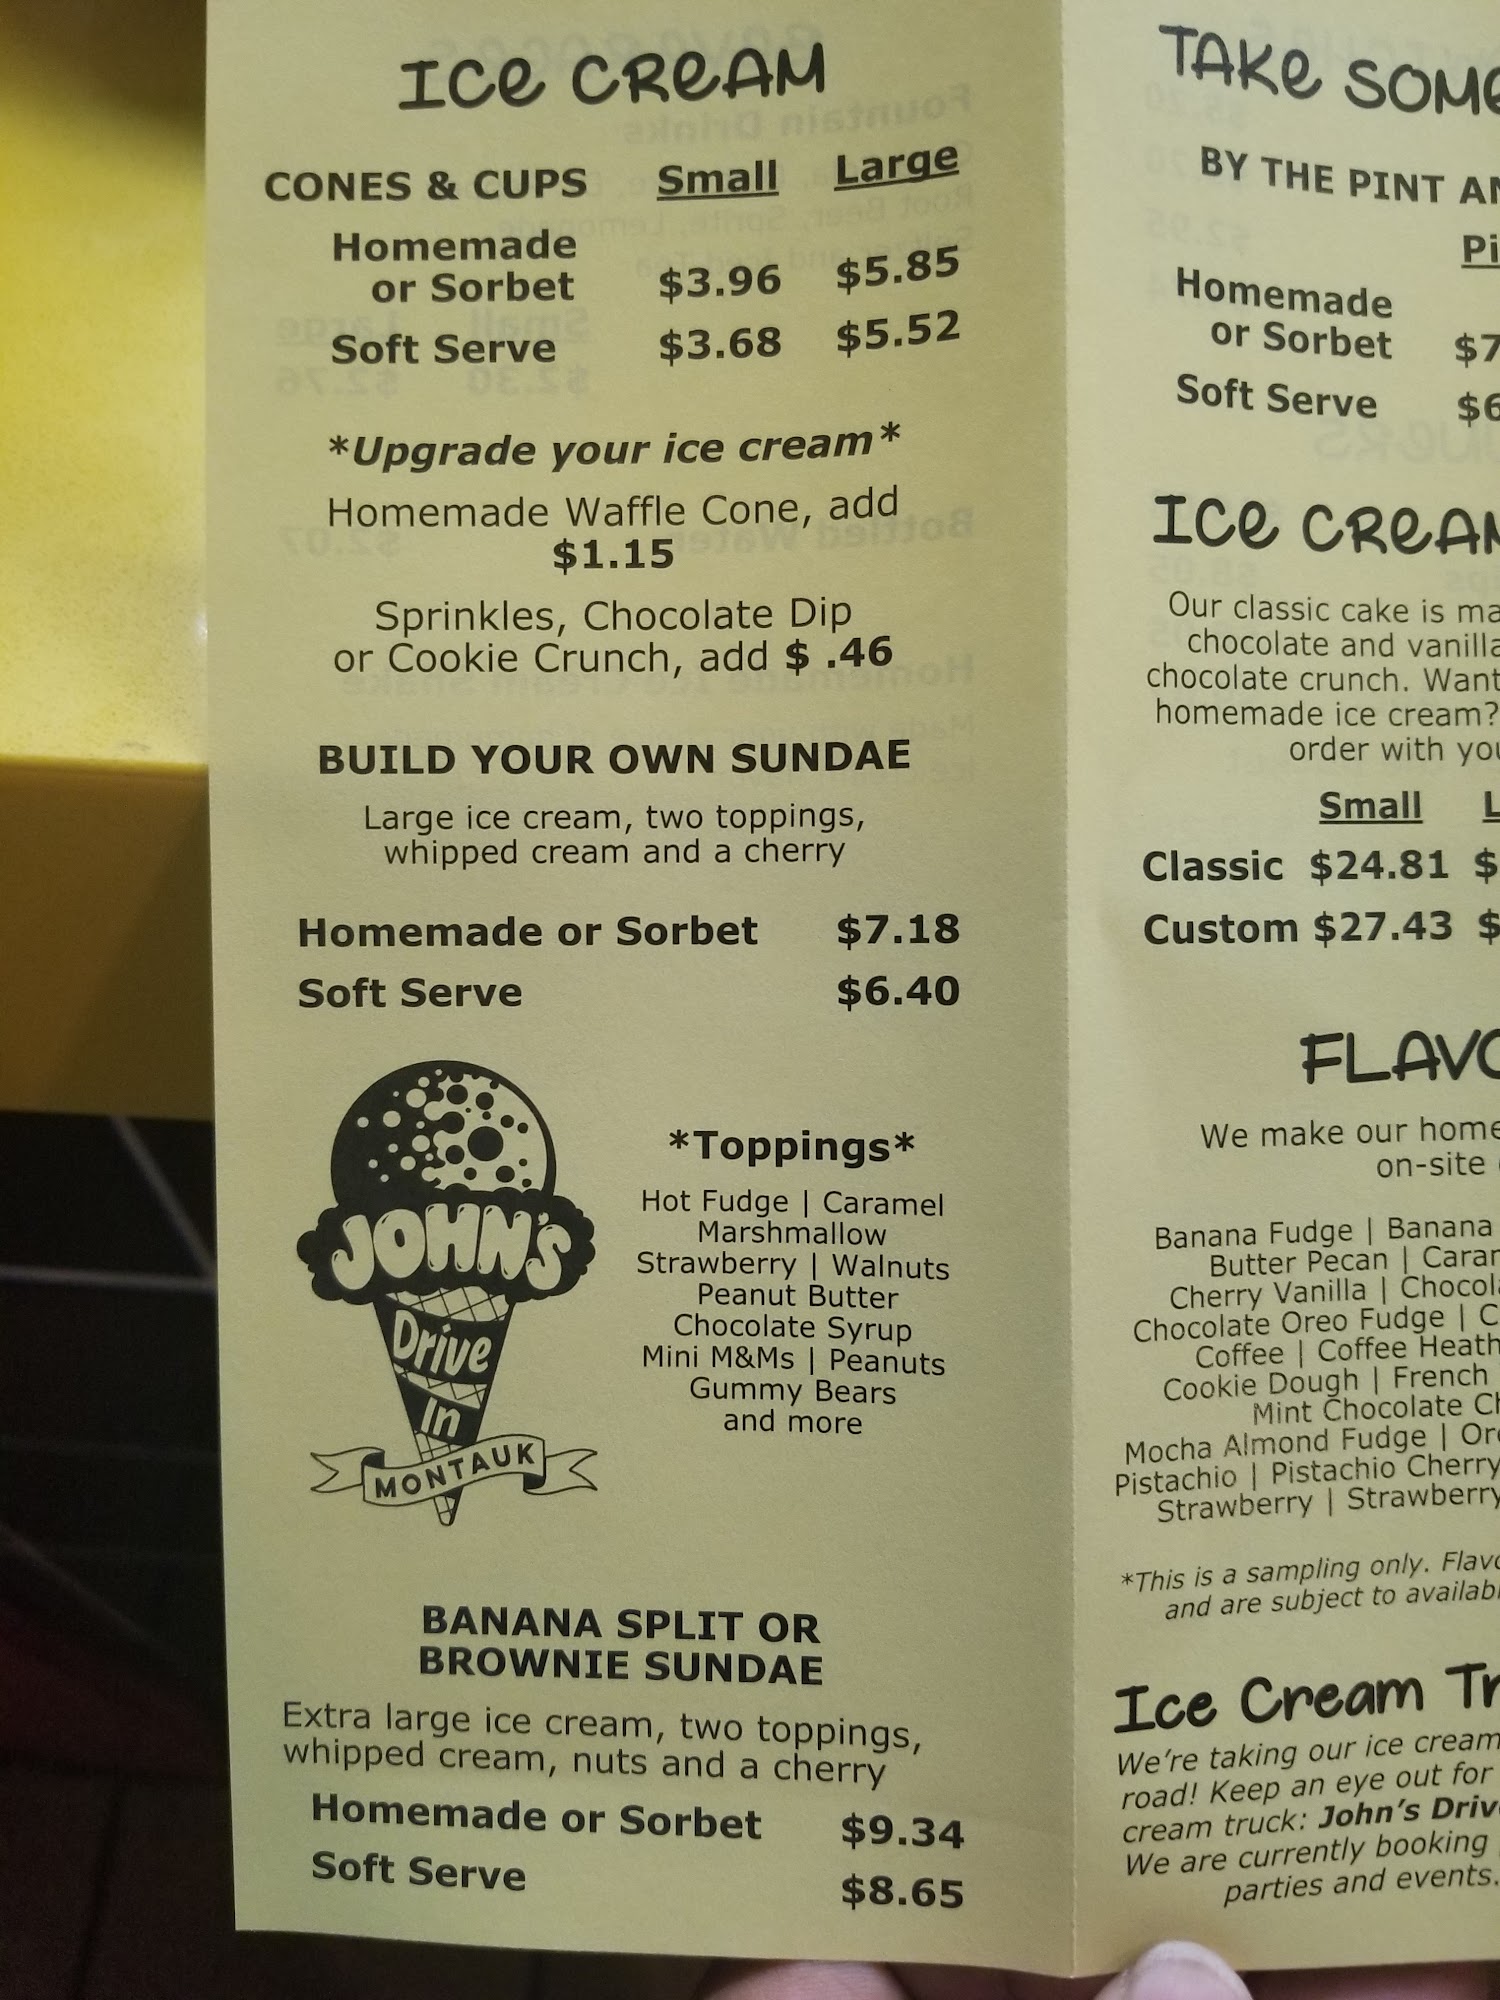 ICE CREAM
CONES & CUPS Small Large
Homemade
or Sorbet $3.96 $5.85
Soft Serve $3.68 $5.52
*Upgrade your ice cream*
Homemade Waffle Cone, add
$1.15
Sprinkles, Chocolate Dip
or Cookie Crunch, add $ .46
BUILD YOUR OWN SUNDAE
Large ice cream, two toppings,
whipped cream and a cherry
Homemade or Sorbet $7.18
Soft Serve $6.40
JOHN'S
Drive
In
MONTAUK
*Toppings*
Hot Fudge | Caramel
Marshmallow
Strawberry | Walnuts
Peanut Butter
Chocolate Syrup
Mini M&Ms | Peanuts
Gummy Bears
and more
BANANA SPLIT OR
BROWNIE SUNDAE
Extra large ice cream, two toppings,
whipped cream, nuts and a cherry
Homemade or Sorbet $9.34
Soft Serve $8.65
TAKE SOME
BY THE PINT
Homemade
or Sorbet $7
Soft Serve $6
ICE CREAM
Our classic cake is
chocolate and vanilla
chocolate crunch. Want
homemade ice cream?
order with
Small
Classic $24.81 $
Custom $27.43 $
We make our
on-site
Banana Fudge | Banana
Butter Pecan |
Cherry Vanilla |
Chocolate Oreo Fudge |
Coffee | Coffee Heath
Cookie Dough | French
Mint Chocolate
Mocha Almond Fudge |
Pistachio | Pistachio Cherry
Strawberry | Strawberry
*This is a sampling only.
and are subject to
Ice Cream
We're taking our ice cream
road! Keep an eye out for
cream truck: John's
We are currently booking
parties and events.